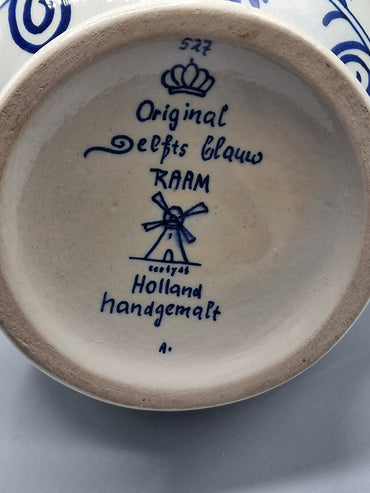 527
Original
Delfts blauw
RAAM
Holland
handgemalt
A.